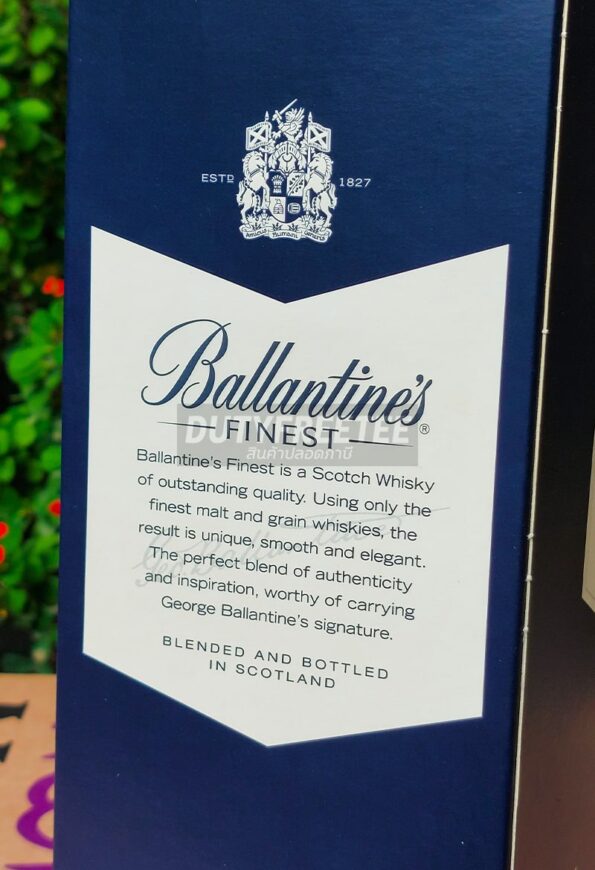 ESTD 1827
Amicus Humani Generis
Ballantine's®
DUTYFREETEE
FINEST
สินค้าปลอดภาษี
Ballantine's Finest is a Scotch Whisky
of outstanding quality. Using only the
finest malt and grain whiskies, the
result is unique, smooth and elegant.
The perfect blend of authenticity
and inspiration, worthy of carrying
George Ballantine's signature.
BLENDED AND BOTTLED
IN SCOTLAND